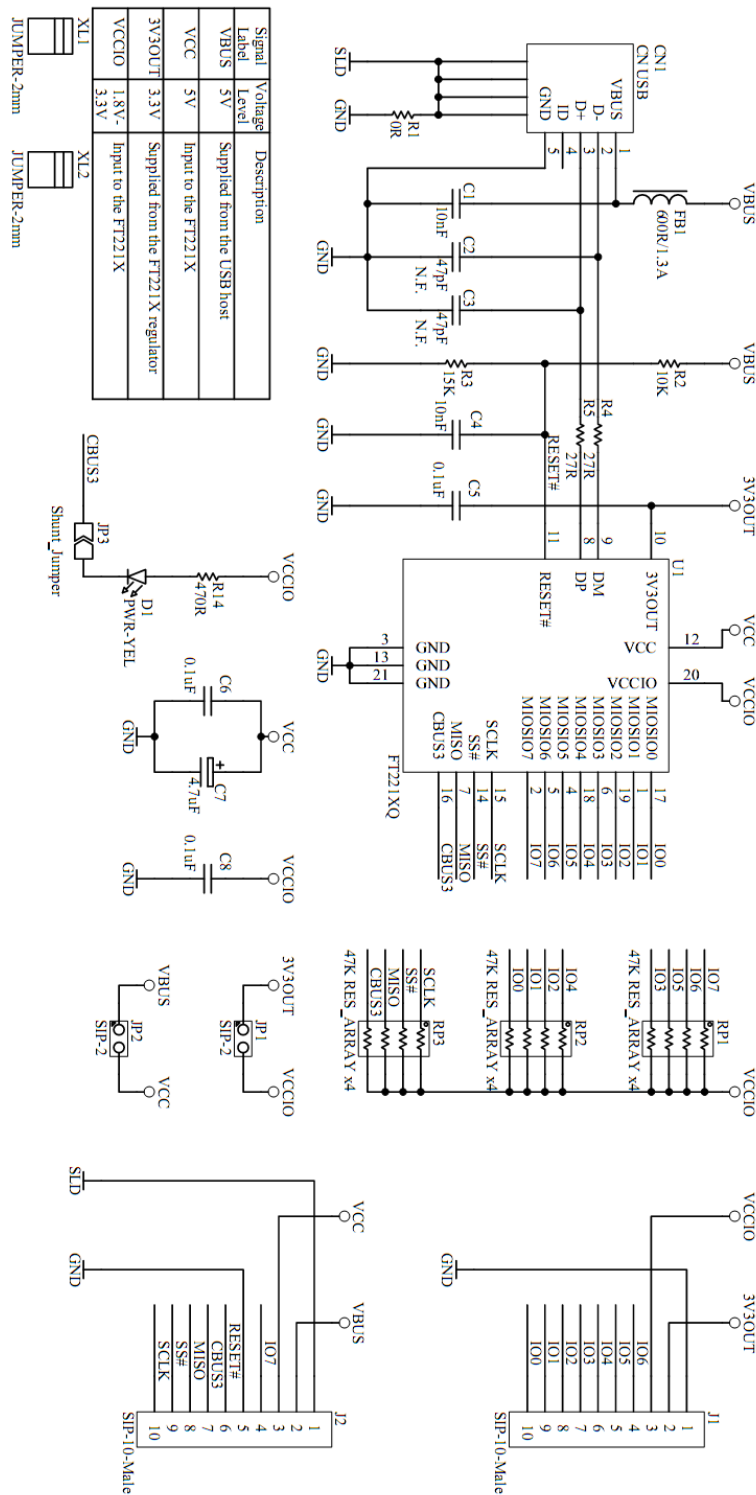 CN1
CN USB
VBUS
D-
D+
ID
GND
1
2
3
4
5
SLD
GND
R1
0R
VBUS
FB1
600R/1.3A
C1
10nF
C2
47pF
N.F.
C3
47pF
N.F.
GND
VBUS
R2
10K
R3
15K
GND
R4
27R
R5
27R
RESET#
C4
10nF
GND
3V3OUT
C5
0.1uF
GND
U1
10
9
8
11
3V3OUT
DM
DP
RESET#
VCC
12
VCC
VCCIO
20
VCCIO
3
13
21
GND
GND
GND
GND
MIOSIO0
MIOSIO1
MIOSIO2
MIOSIO3
MIOSIO4
MIOSIO5
MIOSIO6
MIOSIO7
SCLK
SS#
MISO
CBUS3
FT221XQ
17
1
19
6
18
4
5
2
15
14
7
16
IO0
IO1
IO2
IO3
IO4
IO5
IO6
IO7
SCLK
SS#
MISO
CBUS3
VCCIO
RP1
IO7
IO6
IO5
IO3
47K RES_ARRAY x4
RP2
IO4
IO2
IO1
IO0
47K RES_ARRAY x4
RP3
SCLK
SS#
MISO
CBUS3
47K RES_ARRAY x4
VCCIO
3V3OUT
GND
J1
IO6
IO5
IO4
IO3
IO2
IO1
IO0
1
2
3
4
5
6
7
8
9
10
SIP-10-Male
Signal Label
Voltage Level
Description
VBUS
5V
Supplied from the USB host
VCC
5V
Input to the FT221X
3V3OUT
3.3V
Supplied from the FT221X regulator
VCCIO
1.8V-
3.3V
Input to the FT221X
XL1
JUMPER-2mm
XL2
JUMPER-2mm
CBUS3
JP3
Shunt_Jumper
D1
PWR-YEL
R14
470R
VCCIO
VCC
C6
0.1uF
C7
4.7uF
+
GND
VCCIO
C8
0.1uF
GND
3V3OUT
JP1
SIP-2
VCCIO
VBUS
JP2
SIP-2
VCC
SLD
VCC
GND
VBUS
J2
IO7
RESET#
CBUS3
MISO
SS#
SCLK
1
2
3
4
5
6
7
8
9
10
SIP-10-Male